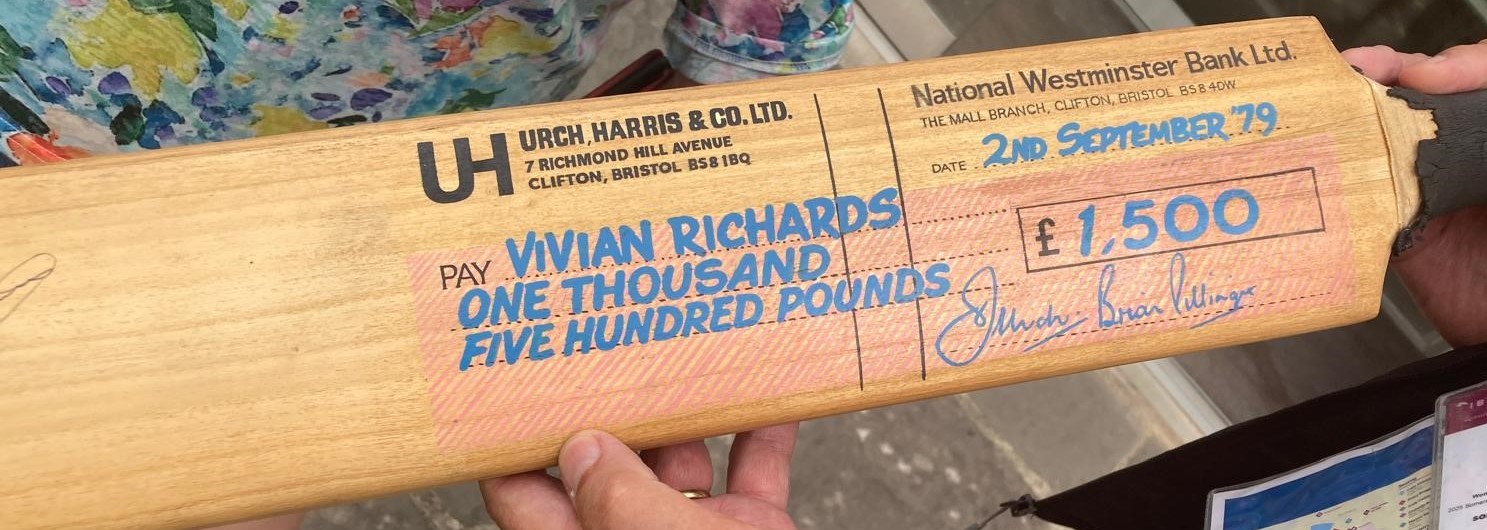 UH
URCH, HARRIS & CO. LTD.
7 RICHMOND HILL AVENUE
CLIFTON, BRISTOL BS8 1BQ
National Westminster Bank Ltd.
THE MALL BRANCH, CLIFTON, BRISTOL BS8 4DW
DATE 2ND SEPTEMBER '79
PAY VIVIAN RICHARDS
ONE THOUSAND
FIVE HUNDRED POUNDS
£ 1,500
Brian Pillinger